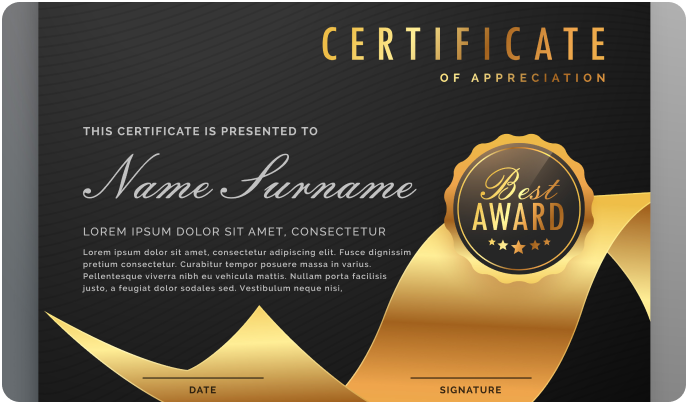 CERTIFICATE
OF APPRECIATION
THIS CERTIFICATE IS PRESENTED TO
Name Surname
LOREM IPSUM DOLOR SIT AMET, CONSECTETUR
Lorem ipsum dolor sit amet, consectetur adipiscing elit. Fusce dignissim
pretium consectetur. Curabitur tempor posuere massa in varius.
Pellentesque viverra nibh eu vehicula mattis. Nullam porta felis
justo, a feugiat dolor sodales sed. Vestibulum neque nisi,
Best
AWARD
DATE
SIGNATURE